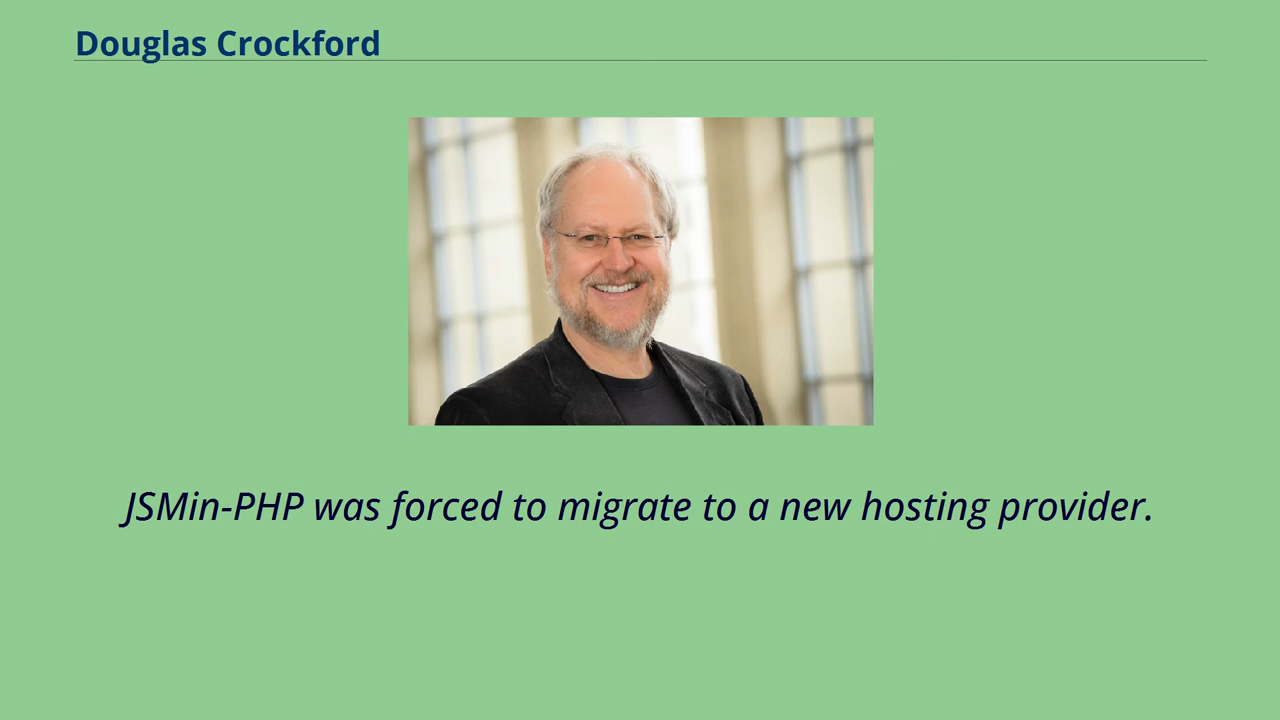 Douglas Crockford
JSMin-PHP was forced to migrate to a new hosting provider.